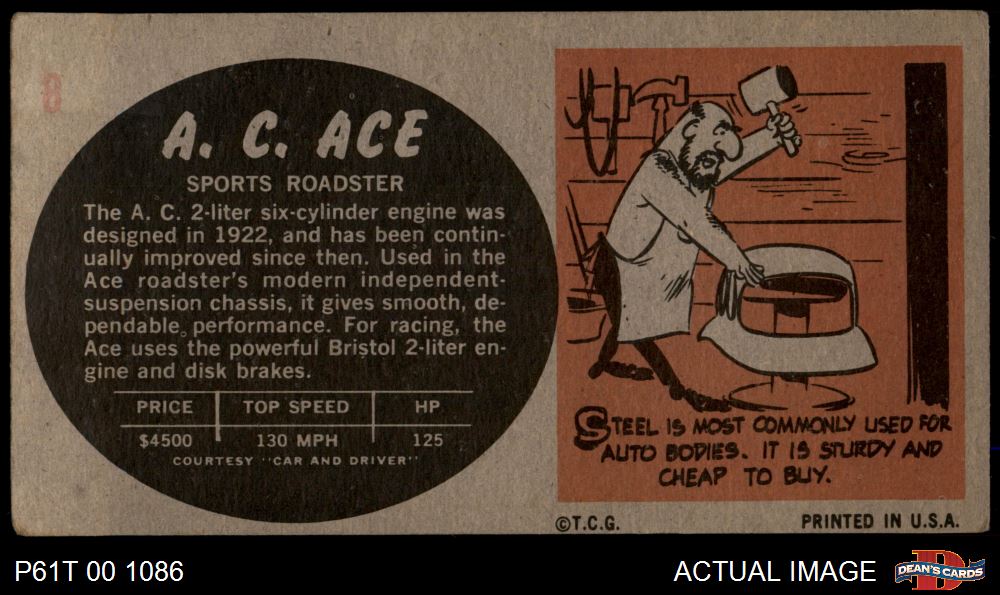 8
A. C. ACE
SPORTS ROADSTER
The A. C. 2-liter six-cylinder engine was
designed in 1922, and has been contin-
ually improved since then. Used in the
Ace roadster's modern independent-
suspension chassis, it gives smooth, de-
pendable performance. For racing, the
Ace uses the powerful Bristol 2-liter en-
gine and disk brakes.
PRICE TOP SPEED HP
$4500 130 MPH 125
COURTESY "CAR AND DRIVER"
STEEL IS MOST COMMONLY USED FOR
AUTO BODIES. IT IS STURDY AND
CHEAP TO BUY.
©T.C.G. PRINTED IN U.S.A.
P61T 00 1086 ACTUAL IMAGE DEAN'S CARDS